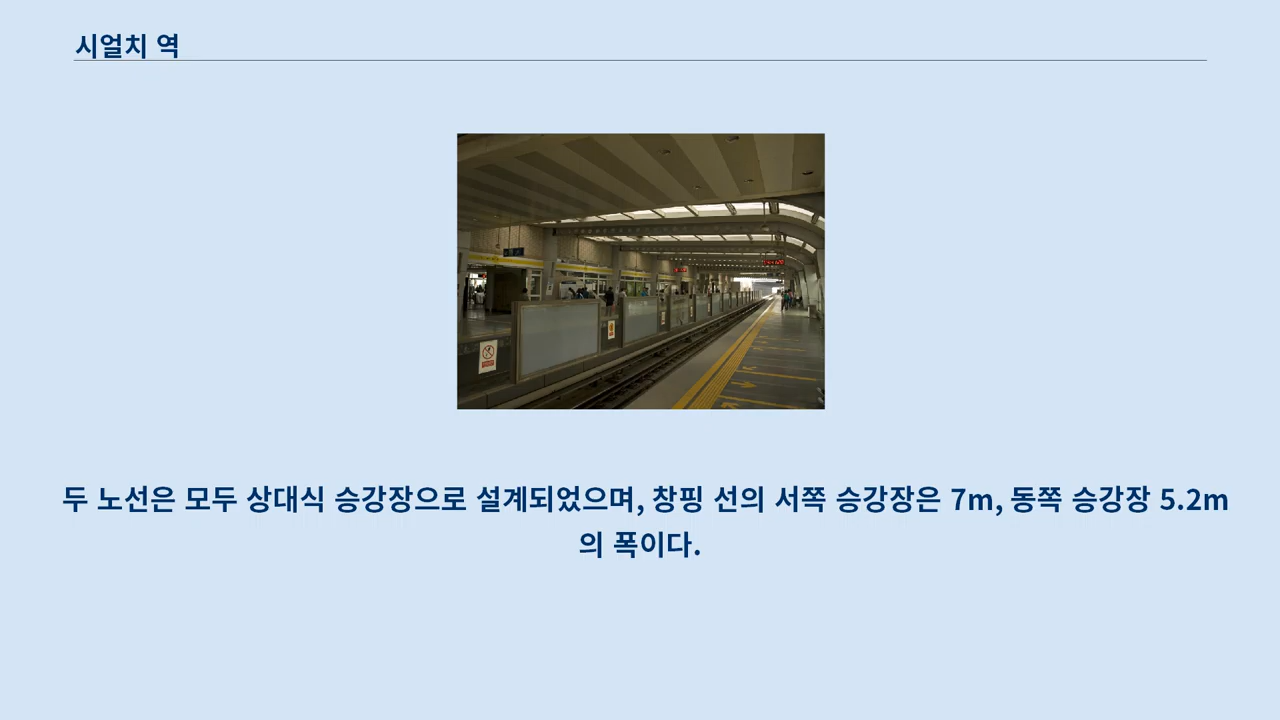 시얼치 역
두 노선은 모두 상대식 승강장으로 설계되었으며, 창핑 선의 서쪽 승강장은 7m, 동쪽 승강장 5.2m
의 폭이다.